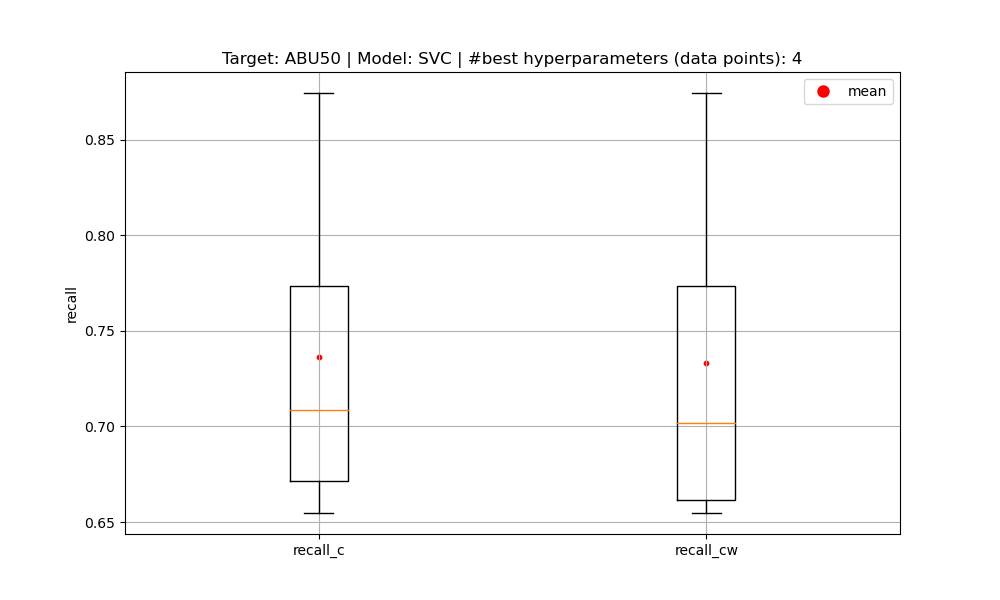 Target: ABU50 | Model: SVC | #best hyperparameters (data points): 4
mean
0.85
0.80
0.75
0.70
0.65
recall
recall_c
recall_cw